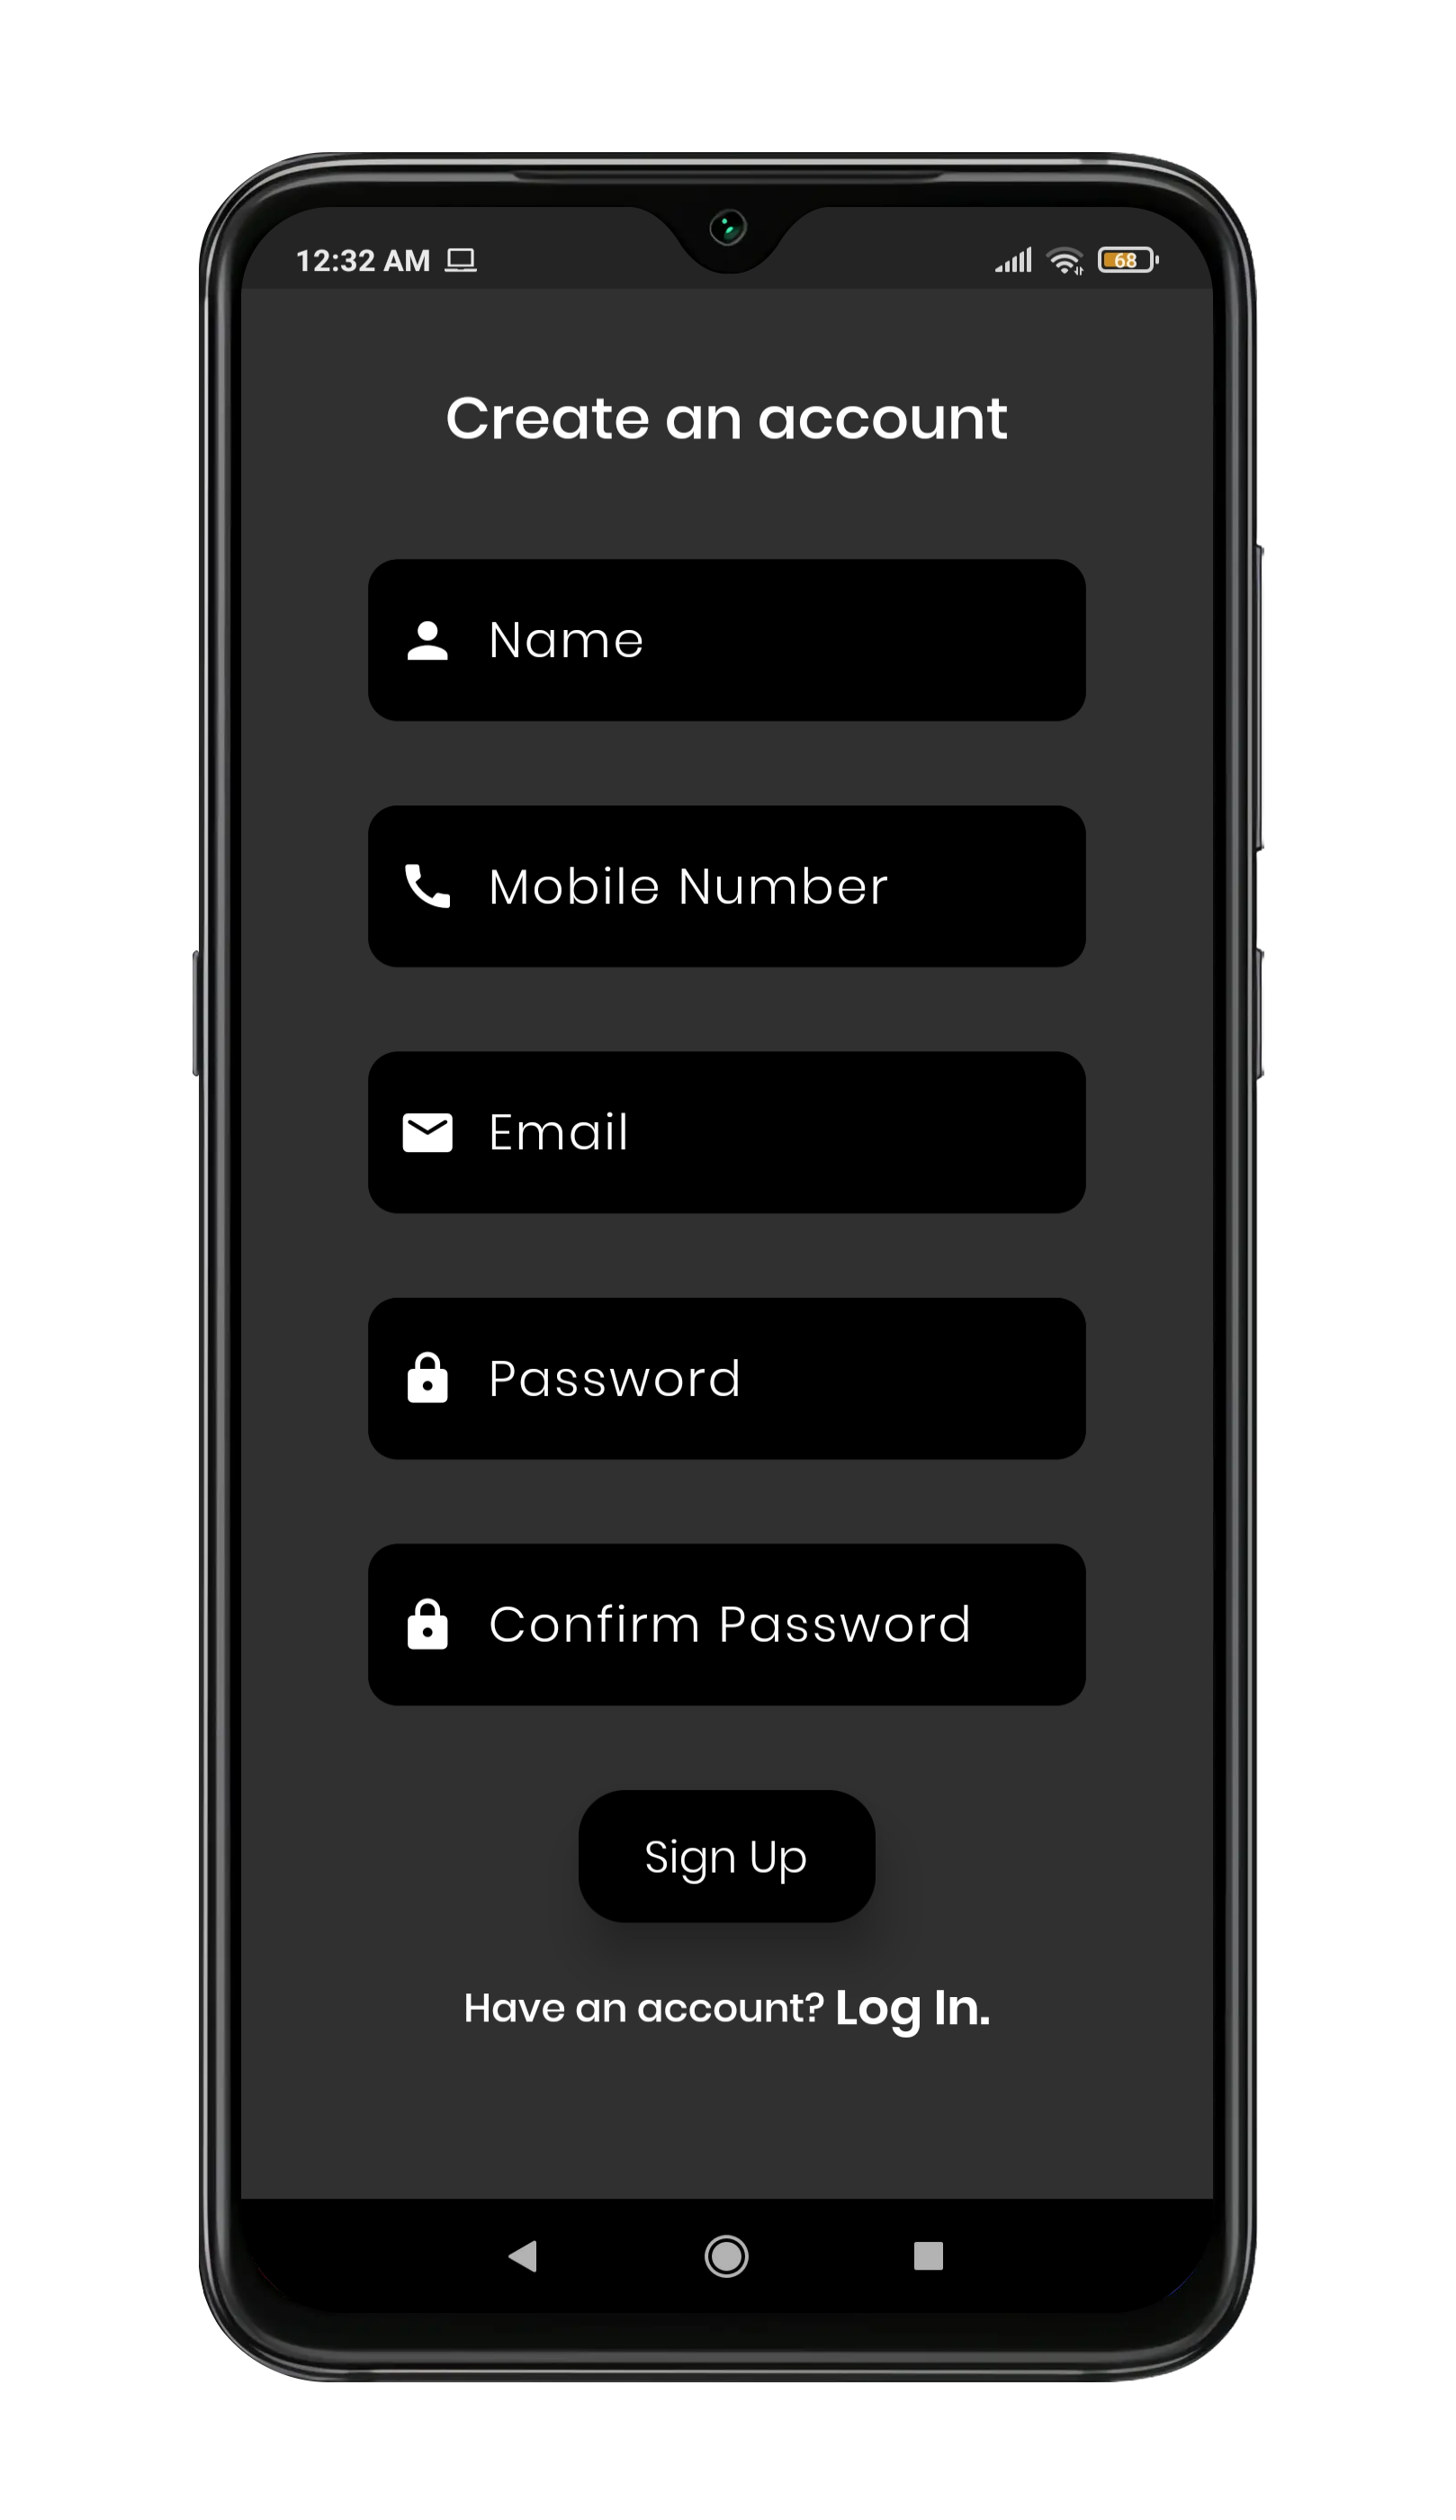 12:32 AM 68
Create an account
Name
Mobile Number
Email
Password
Confirm Password
Sign Up
Have an account? Log In.